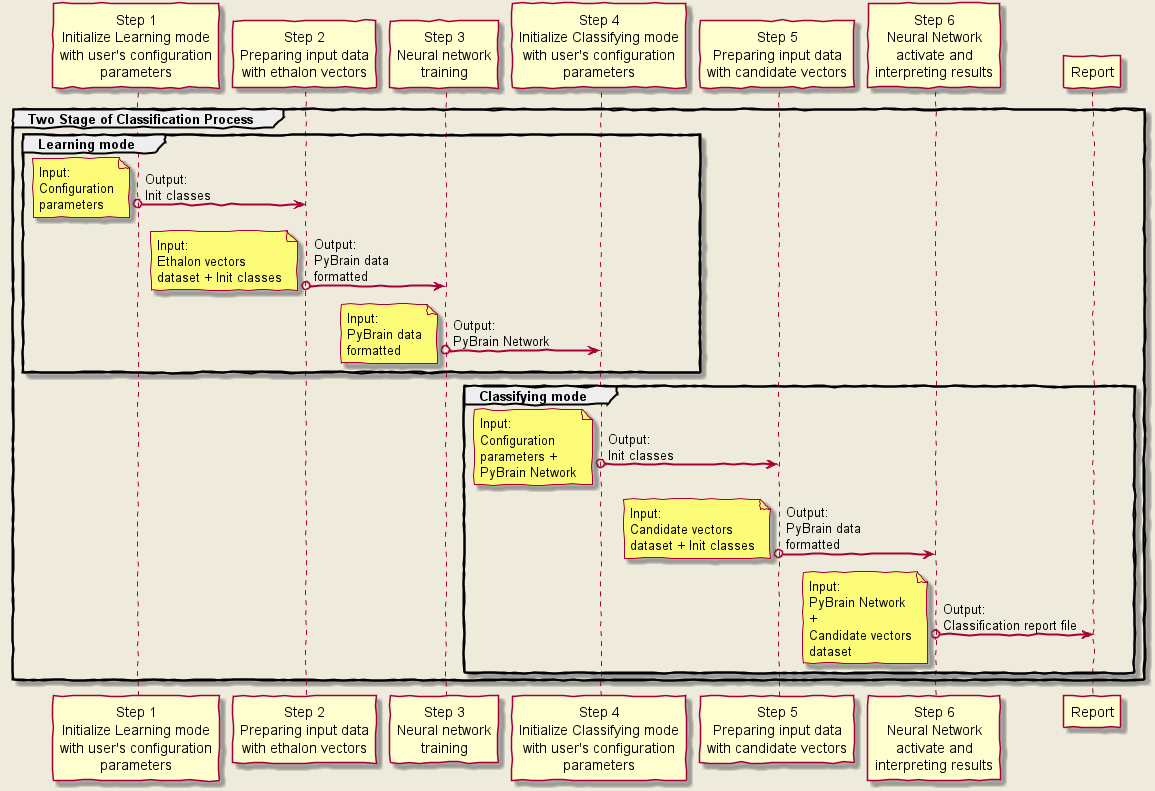 Step 1
Initialize Learning mode
with user's configuration
parameters
Step 2
Preparing input data
with ethalon vectors
Step 3
Neural network
training
Step 4
Initialize Classifying mode
with user's configuration
parameters
Step 5
Preparing input data
with candidate vectors
Step 6
Neural Network
activate and
interpreting results
Report
Two Stage of Classification Process
Learning mode
Input:
Configuration
parameters
Output:
Init classes
Input:
Ethalon vectors
dataset + Init classes
Output:
PyBrain data
formatted
Input:
PyBrain data
formatted
Output:
PyBrain Network
Classifying mode
Input:
Configuration
parameters +
PyBrain Network
Output:
Init classes
Input:
Candidate vectors
dataset + Init classes
Output:
PyBrain data
formatted
Input:
PyBrain Network
+
Candidate vectors
dataset
Output:
Classification report file
Step 1
Initialize Learning mode
with user's configuration
parameters
Step 2
Preparing input data
with ethalon vectors
Step 3
Neural network
training
Step 4
Initialize Classifying mode
with user's configuration
parameters
Step 5
Preparing input data
with candidate vectors
Step 6
Neural Network
activate and
interpreting results
Report